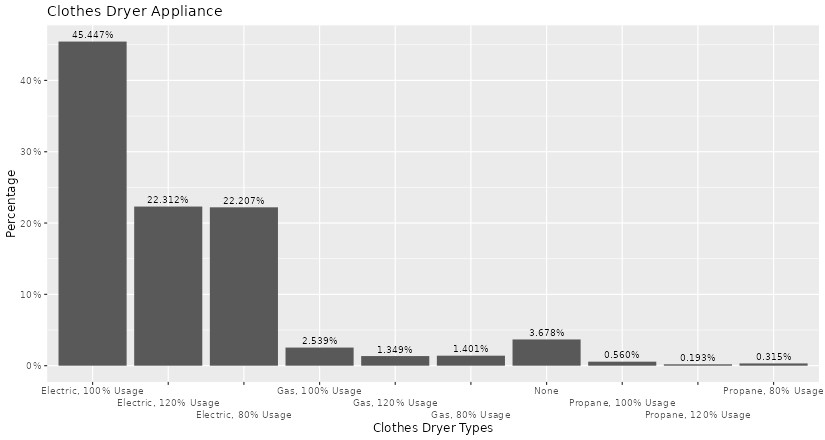 Clothes Dryer Appliance
45.447%
22.312%
22.207%
2.539%
1.349%
1.401%
3.678%
0.560%
0.193%
0.315%
40%
30%
20%
10%
0%
Percentage
Electric, 100% Usage
Electric, 120% Usage
Electric, 80% Usage
Gas, 100% Usage
Gas, 120% Usage
Gas, 80% Usage
None
Propane, 100% Usage
Propane, 120% Usage
Propane, 80% Usage
Clothes Dryer Types